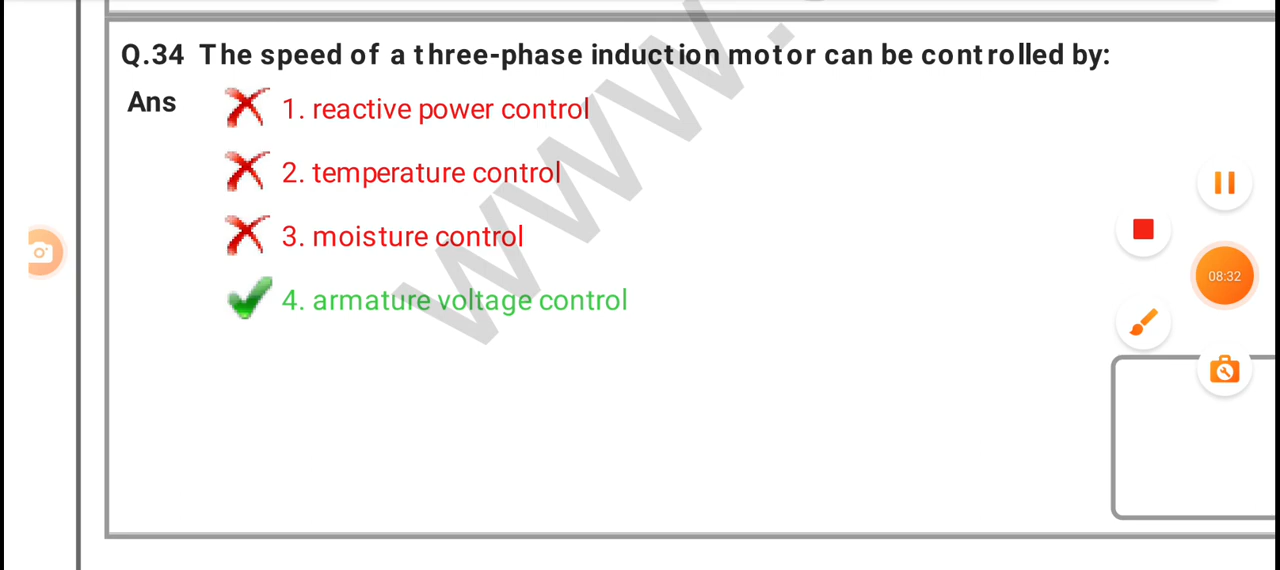 Q.34 The speed of a three-phase induction motor can be controlled by:
Ans
1. reactive power control
2. temperature control
3. moisture control
4. armature voltage control
www.
08:32